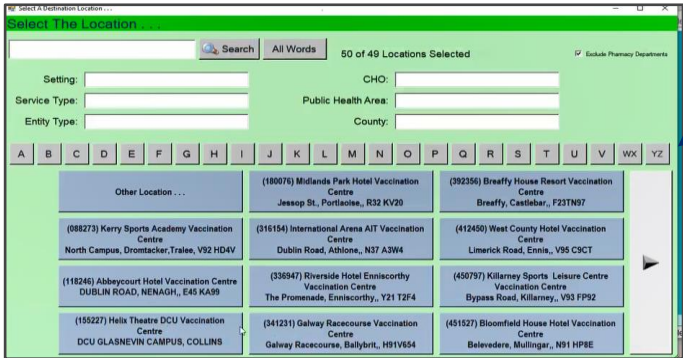 Select A Destination Location . . .
Select The Location . . .
Search
All Words
50 of 49 Locations Selected
Exclude Pharmacy Departments
Setting:
CHO:
Service Type:
Public Health Area:
Entity Type:
County:
A B C D E F G H I J K L M N O P Q R S T U V WX YZ
Other Location . . .
(180076) Midlands Park Hotel Vaccination
Centre
Jessop St., Portlaoise,, R32 KV20
(392356) Breaffy House Resort Vaccination
Centre
Breaffy, Castlebar,, F23TN97
(088273) Kerry Sports Academy Vaccination
Centre
North Campus, Dromtacker,Tralee, V92 HD4V
(316154) International Arena AIT Vaccination
Centre
Dublin Road, Athlone,, N37 A3W4
(412450) West County Hotel Vaccination
Centre
Limerick Road, Ennis,, V95 C9CT
(118246) Abbeycourt Hotel Vaccination Centre
DUBLIN ROAD, NENAGH,, E45 KA99
(336947) Riverside Hotel Enniscorthy
Vaccination Centre
The Promenade, Enniscorthy,, Y21 T2F4
(450797) Killarney Sports Leisure Centre
Vaccination Centre
Bypass Road, Killarney,, V93 FP92
(155227) Helix Theatre DCU Vaccination
Centre
DCU GLASNEVIN CAMPUS, COLLINS
(341231) Galway Racecourse Vaccination
Centre
Galway Racecourse, Ballybrit,, H91V654
(451527) Bloomfield House Hotel Vaccination
Centre
Belevedere, Mullingar,, N91 HP8E